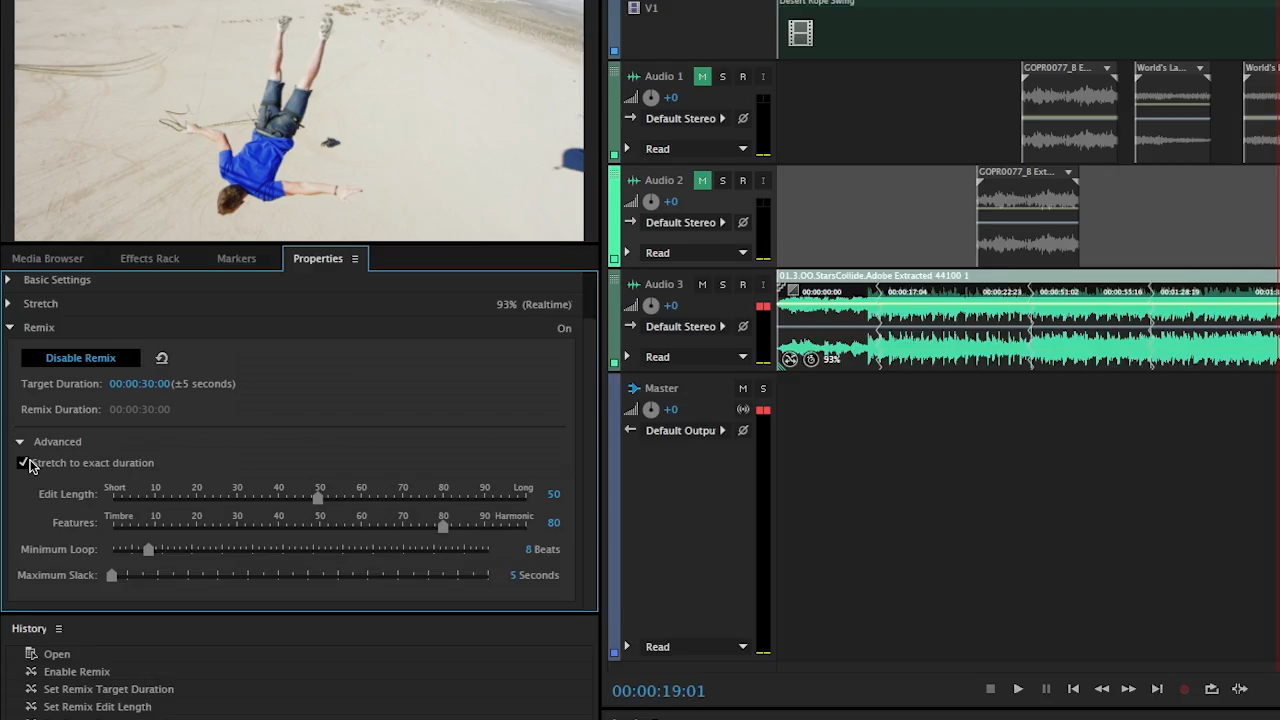 V1
Desert Rope Swing
Audio 1 M S R I
+0
Default Stereo
Read
GOPR0077_B E...
World's La...
World's
Audio 2 M S R I
+0
Default Stereo
Read
GOPR0077_B Ext...
Media Browser Effects Rack Markers Properties
Basic Settings
Stretch 93% (Realtime)
Remix On
Disable Remix
Target Duration: 00:00:30:00 (±5 seconds)
Remix Duration: 00:00:30:00
Advanced
Stretch to exact duration
Edit Length: Short 10 20 30 40 50 60 70 80 90 Long 50
Features: Timbre 10 20 30 40 50 60 70 80 90 Harmonic 80
Minimum Loop: 8 Beats
Maximum Slack: 5 Seconds
Audio 3 M S R I
+0
Default Stereo
Read
01.3.OO.StarsCollide.Adobe Extracted 44100 1
00:00:00:00 00:00:17:04 00:00:22:23 00:00:51:02 00:00:55:16 00:01:28:19
93%
Master M S
+0
Default Outpu
Read
History
Open
Enable Remix
Set Remix Target Duration
Set Remix Edit Length
00:00:19:01